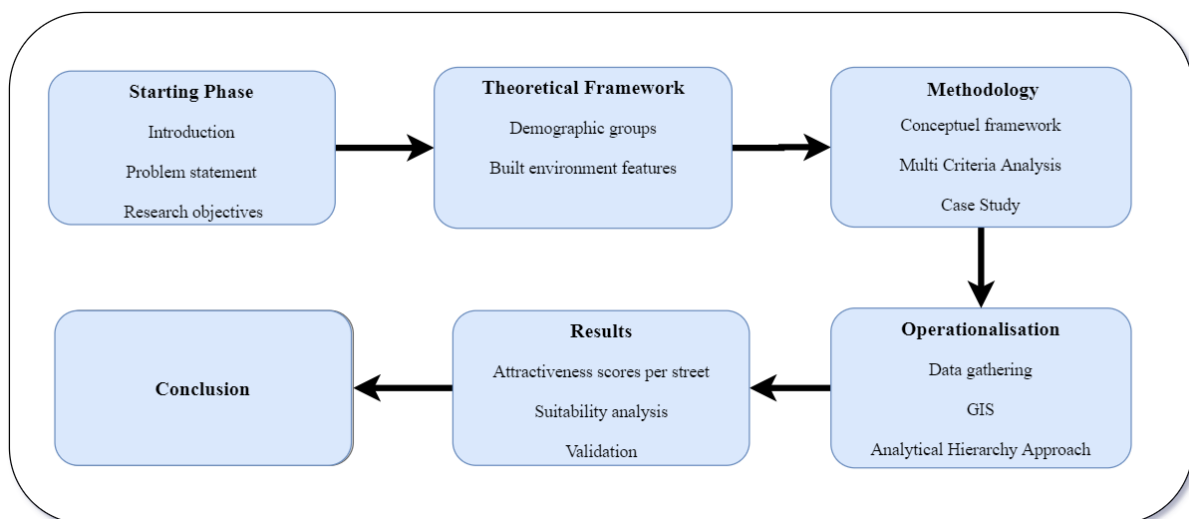 Starting Phase
Introduction
Problem statement
Research objectives
Theoretical Framework
Demographic groups
Built environment features
Methodology
Conceptuel framework
Multi Criteria Analysis
Case Study
Operationalisation
Data gathering
GIS
Analytical Hierarchy Approach
Results
Attractiveness scores per street
Suitability analysis
Validation
Conclusion